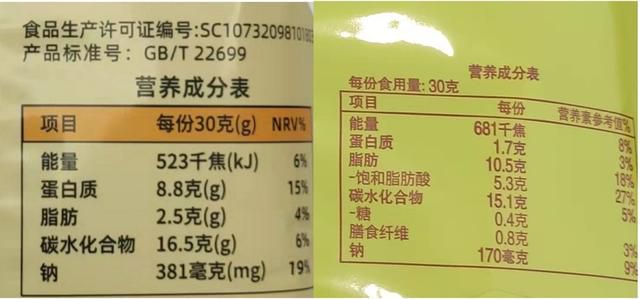 食品生产许可证编号:SC10732098101803
产品标准号: GB/T 22699
营养成分表
项目 每份30克(g) NRV%
能量 523千焦(kJ) 6%
蛋白质 8.8克(g) 15%
脂肪 2.5克(g) 4%
碳水化合物 16.5克(g) 6%
钠 381毫克(mg) 19%
营养成分表
每份食用量: 30克
项目 每份 营养素参考值%
能量 681千焦 8%
蛋白质 1.7克 3%
脂肪 10.5克 18%
-饱和脂肪酸 5.3克 27%
碳水化合物 15.1克 5%
-糖 0.4克
膳食纤维 0.8克 3%
钠 170毫克 9%